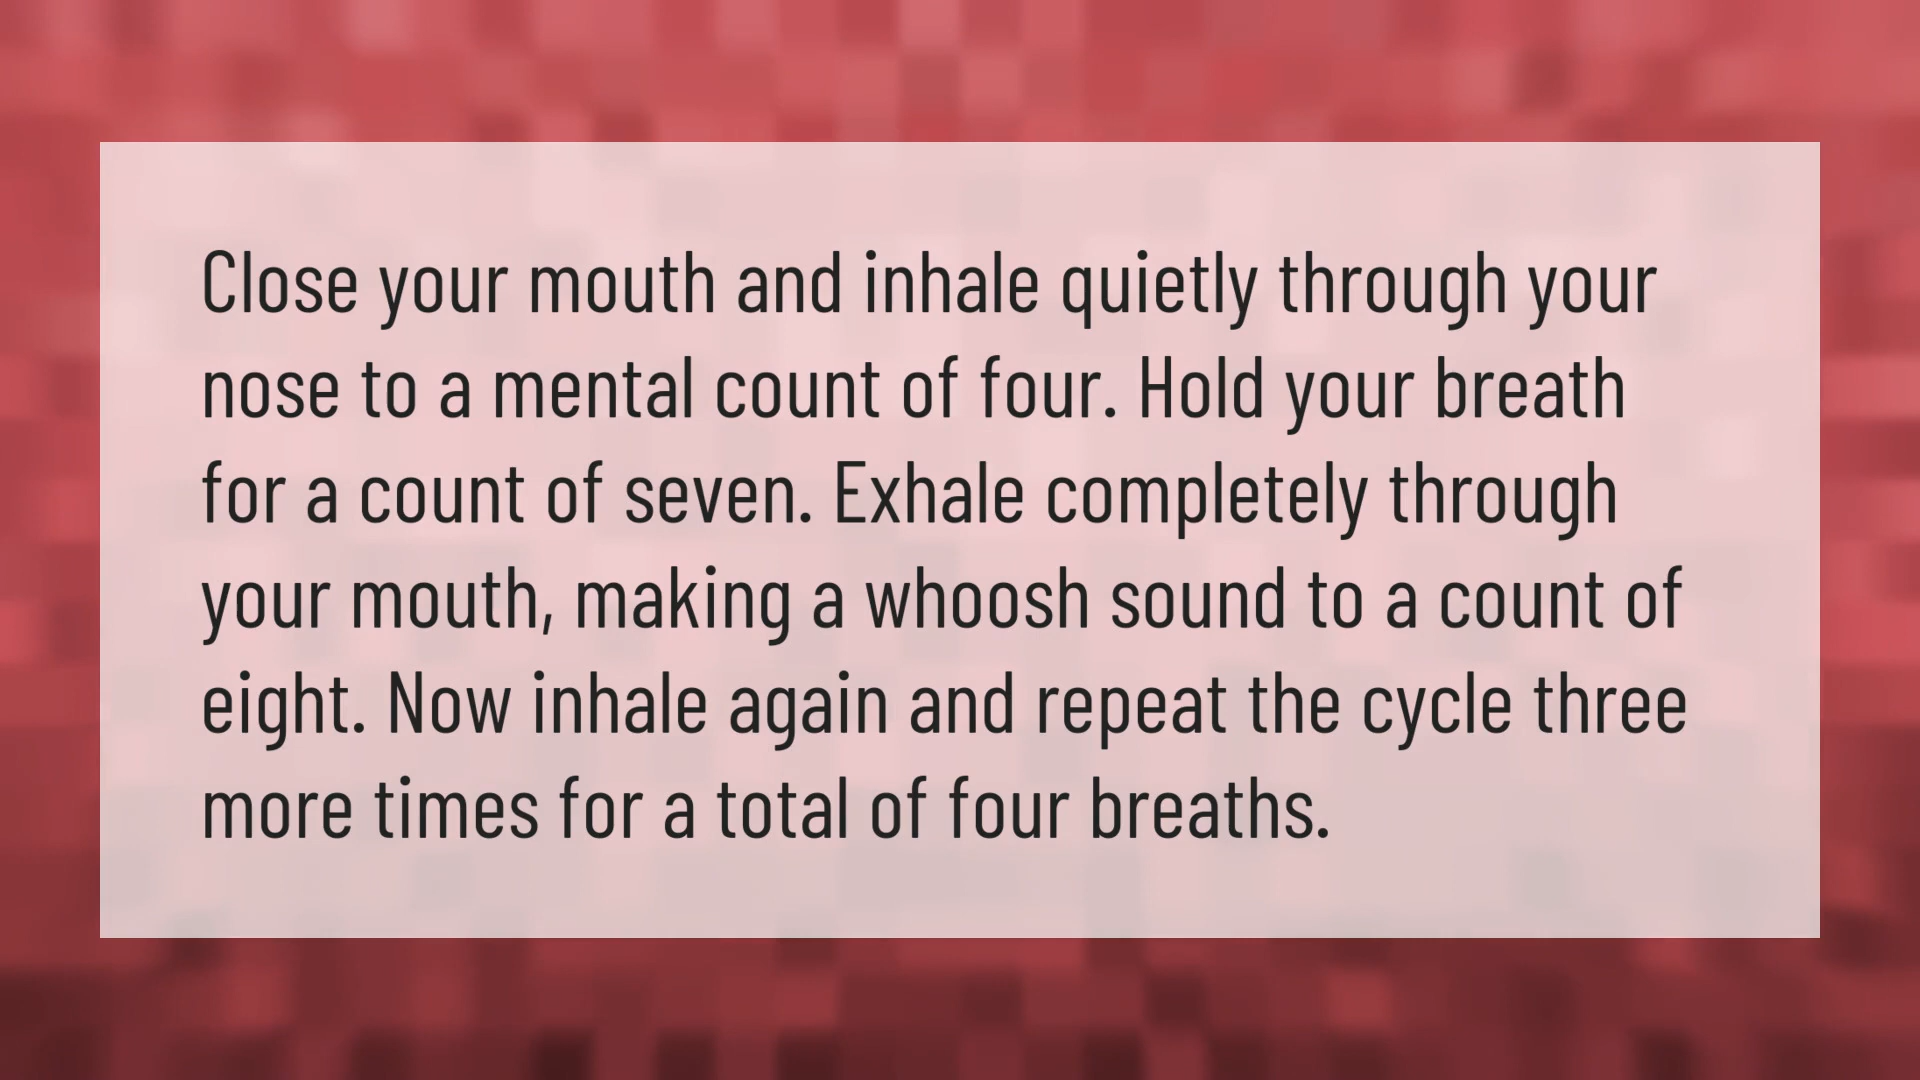 Close your mouth and inhale quietly through your
nose to a mental count of four. Hold your breath
for a count of seven. Exhale completely through
your mouth, making a whoosh sound to a count of
eight. Now inhale again and repeat the cycle three
more times for a total of four breaths.